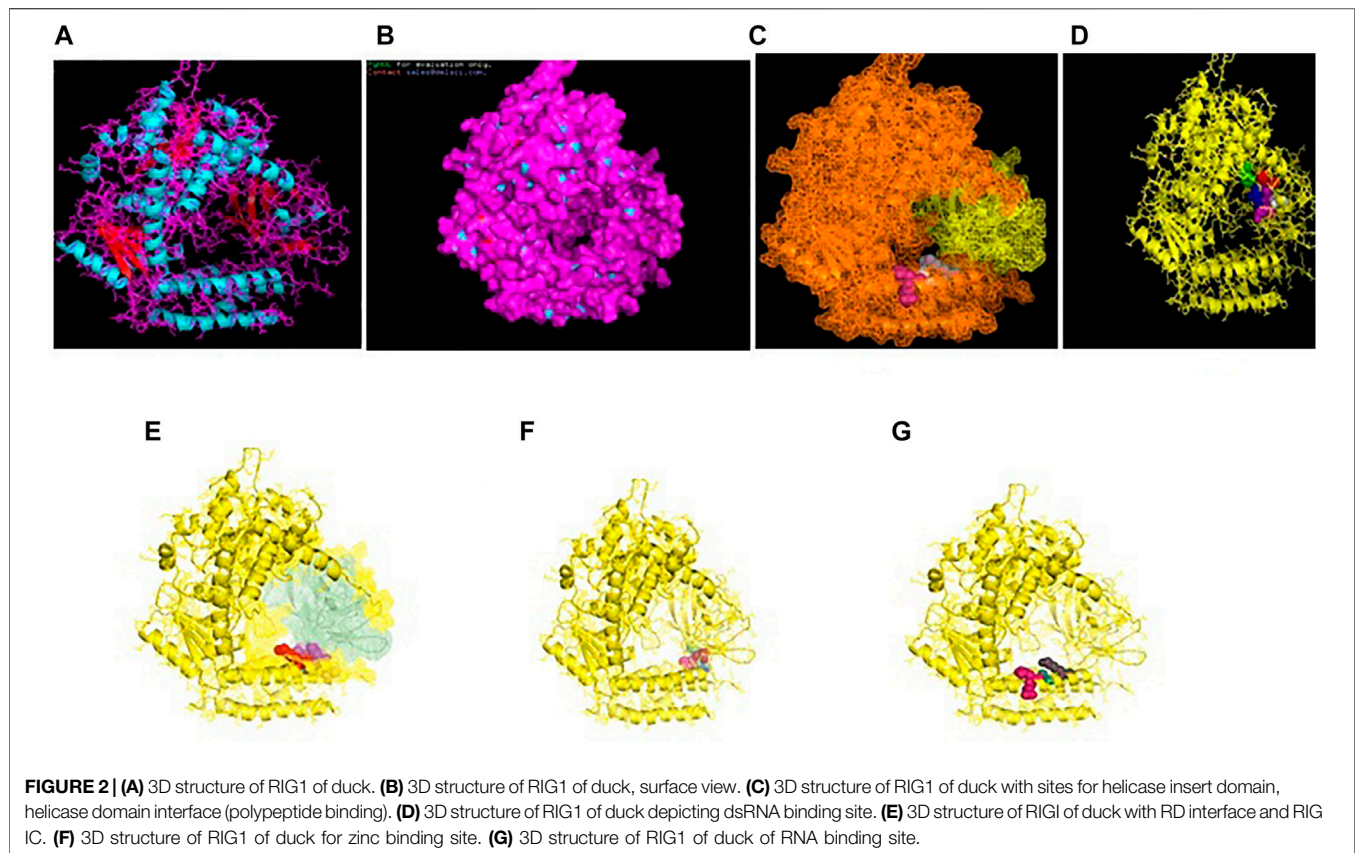 A
B
C
D
for evaluation only.
Contact sales@delsci.com.
E
F
G
FIGURE 2 | (A) 3D structure of RIG1 of duck. (B) 3D structure of RIG1 of duck, surface view. (C) 3D structure of RIG1 of duck with sites for helicase insert domain,
helicase domain interface (polypeptide binding). (D) 3D structure of RIG1 of duck depicting dsRNA binding site. (E) 3D structure of RIGI of duck with RD interface and RIG
IC. (F) 3D structure of RIG1 of duck for zinc binding site. (G) 3D structure of RIG1 of duck of RNA binding site.